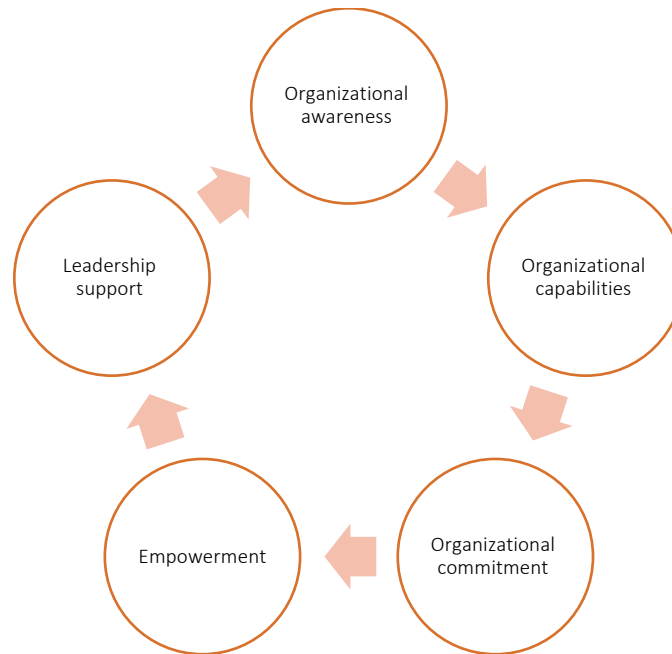 Organizational
awareness
Organizational
capabilities
Organizational
commitment
Empowerment
Leadership
support